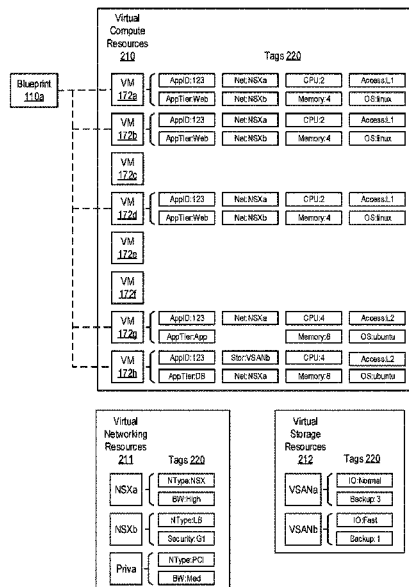 Virtual
Compute
Resources
210
Tags 220
Blueprint
110a
VM
172a
AppID:123
Net:NSXa
CPU:2
Access:L1
AppTier:Web
Net:NSXb
Memory:4
OS:linux
VM
172b
AppID:123
Net:NSXa
CPU:2
Access:L1
AppTier:Web
Net:NSXb
Memory:4
OS:linux
VM
172c
VM
172d
AppID:123
Net:NSXa
CPU:2
Access:L1
AppTier:Web
Net:NSXb
Memory:4
OS:linux
VM
172e
VM
172f
VM
172g
AppID:123
Net:NSXa
CPU:4
Access:L2
AppTier:App
Memory:8
OS:ubuntu
VM
172h
AppID:123
Stor:VSANb
CPU:4
Access:L2
AppTier:DB
Net:NSXa
Memory:8
OS:ubuntu
Virtual
Networking
Resources
211
Tags 220
NSXa
NType:NSX
BW:High
NSXb
NType:LB
Security:G1
Priva
NType:PCI
BW:Med
Virtual
Storage
Resources
212
Tags 220
VSANa
IO:Normal
Backup:3
VSANb
IO:Fast
Backup:1